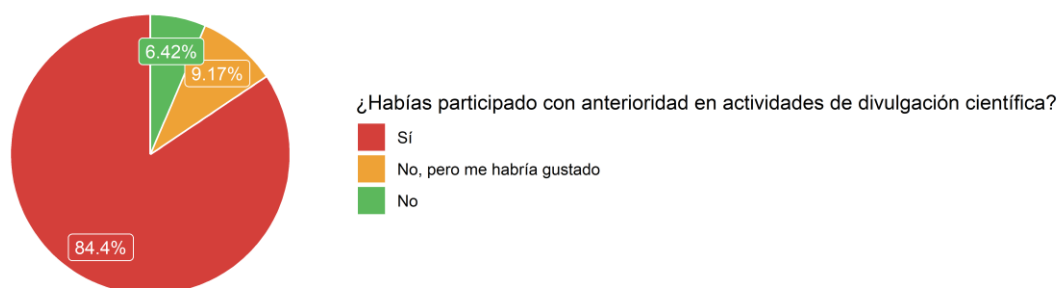 6.42%
9.17%
84.4%
¿Habías participado con anterioridad en actividades de divulgación científica?
Sí
No, pero me habría gustado
No